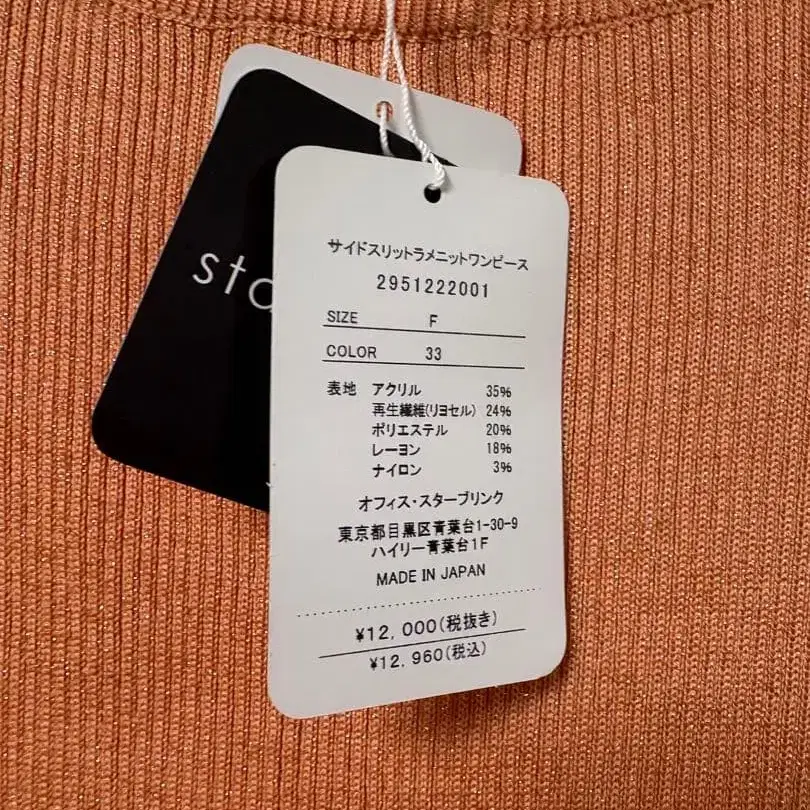 サイドスリットラメニットワンピース
2951222001
SIZE F
COLOR 33
表地 アクリル 35%
再生繊維(リヨセル) 24%
ポリエステル 20%
レーヨン 18%
ナイロン 3%
オフィス・スターブリンク
東京都目黒区青葉台1-30-9
ハイリー青葉台1F
MADE IN JAPAN
¥12,000(税抜き)
¥12,960(税込)